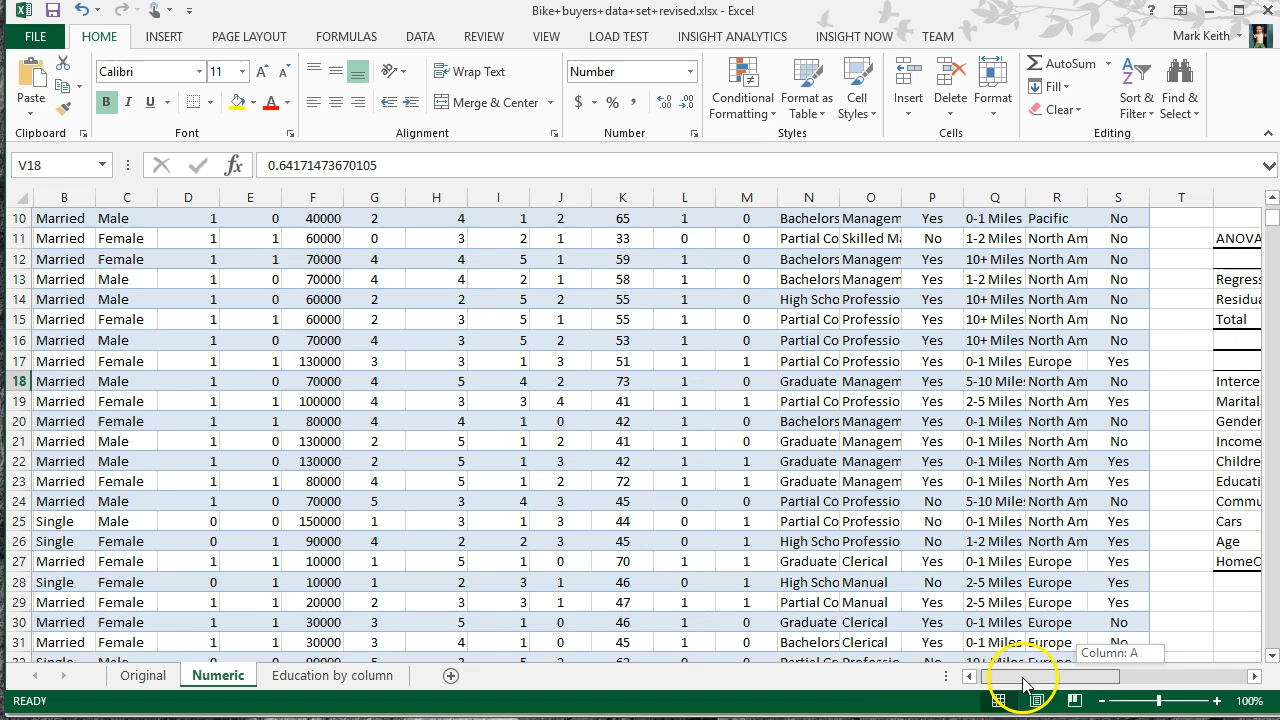 Bike+buyers+data+set+revised.xlsx - Excel
FILE HOME INSERT PAGE LAYOUT FORMULAS DATA REVIEW VIEW LOAD TEST INSIGHT ANALYTICS INSIGHT NOW TEAM Mark Keith
Calibri 11 Wrap Text Number AutoSum
Paste Conditional Format as Cell Insert Delete Format Fill Sort & Find &
B I U A Merge & Center $ % , Formatting Table Styles Clear Filter Select
Clipboard Font Alignment Number Styles Cells Editing
V18 fx 0.64171473670105
B C D E F G H I J K L M N O P Q R S T
10 Married Male 1 0 40000 2 4 1 2 65 1 0 Bachelors Managem Yes 0-1 Miles Pacific No
11 Married Female 1 1 60000 0 3 2 1 33 0 0 Partial Co Skilled Ma No 1-2 Miles North Am No ANOVA
12 Married Female 1 1 70000 4 4 5 1 59 1 0 Bachelors Managem Yes 10+ Miles North Am No
13 Married Male 1 0 70000 4 4 2 1 58 1 0 Bachelors Managem Yes 1-2 Miles North Am No Regress
14 Married Male 1 0 60000 2 2 5 2 55 1 0 High Scho Professio Yes 10+ Miles North Am No Residua
15 Married Female 1 1 60000 2 3 5 2 55 1 0 Partial Co Professio Yes 10+ Miles North Am No Total
16 Married Male 1 0 70000 4 3 5 2 53 1 0 Partial Co Professio Yes 10+ Miles North Am No
17 Married Female 1 1 130000 3 3 1 3 51 1 1 Partial Co Professio Yes 0-1 Miles Europe Yes
18 Married Male 1 0 70000 4 5 4 2 73 1 0 Graduate Managem Yes 5-10 Miles North Am No Interce
19 Married Male 1 0 100000 4 3 3 4 41 1 1 Partial Co Managem Yes 2-5 Miles North Am Yes Marital
20 Married Female 1 1 80000 4 4 1 0 42 1 0 Bachelors Managem Yes 0-1 Miles North Am No Gender
21 Married Male 1 0 130000 2 5 1 2 41 1 0 Graduate Managem Yes 0-1 Miles North Am No Income
22 Married Male 1 0 130000 2 5 1 3 42 1 1 Graduate Managem Yes 0-1 Miles North Am Yes Childre
23 Married Female 1 1 80000 4 5 1 2 72 1 1 Graduate Managem Yes 0-1 Miles North Am Yes Educati
24 Married Male 1 0 70000 5 3 4 3 45 0 0 Partial Co Professio No 5-10 Miles North Am No Commu
25 Single Male 0 0 150000 1 3 1 3 44 0 1 Partial Co Professio No 0-1 Miles North Am Yes Cars
26 Single Female 0 1 90000 4 2 2 3 45 0 1 High Scho Professio No 1-2 Miles North Am Yes Age
27 Married Female 1 1 10000 1 5 1 0 70 1 0 Graduate Clerical Yes 0-1 Miles Europe No HomeO
28 Single Female 0 1 10000 1 2 3 1 46 0 1 High Scho Manual No 2-5 Miles Europe Yes
29 Married Female 1 1 20000 2 3 3 1 47 1 1 Partial Co Manual Yes 2-5 Miles Europe Yes
30 Married Female 1 1 30000 3 5 1 0 46 1 0 Graduate Clerical Yes 0-1 Miles Europe No
31 Married Female 1 1 30000 3 4 1 0 45 1 0 Bachelors Clerical Yes 0-1 Miles Europe No
Column: A
Original Numeric Education by column
READY 100%